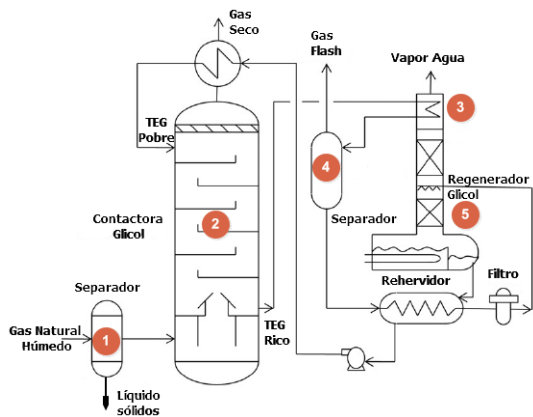 Gas
Seco
Gas
Flash
Vapor Agua
3
TEG
Pobre
4
Regenerador
Glicol
5
Contactora
Glicol
2
Separador
Rehervidor
Filtro
Separador
Gas Natural
Húmedo
1
TEG
Rico
Líquido
sólidos